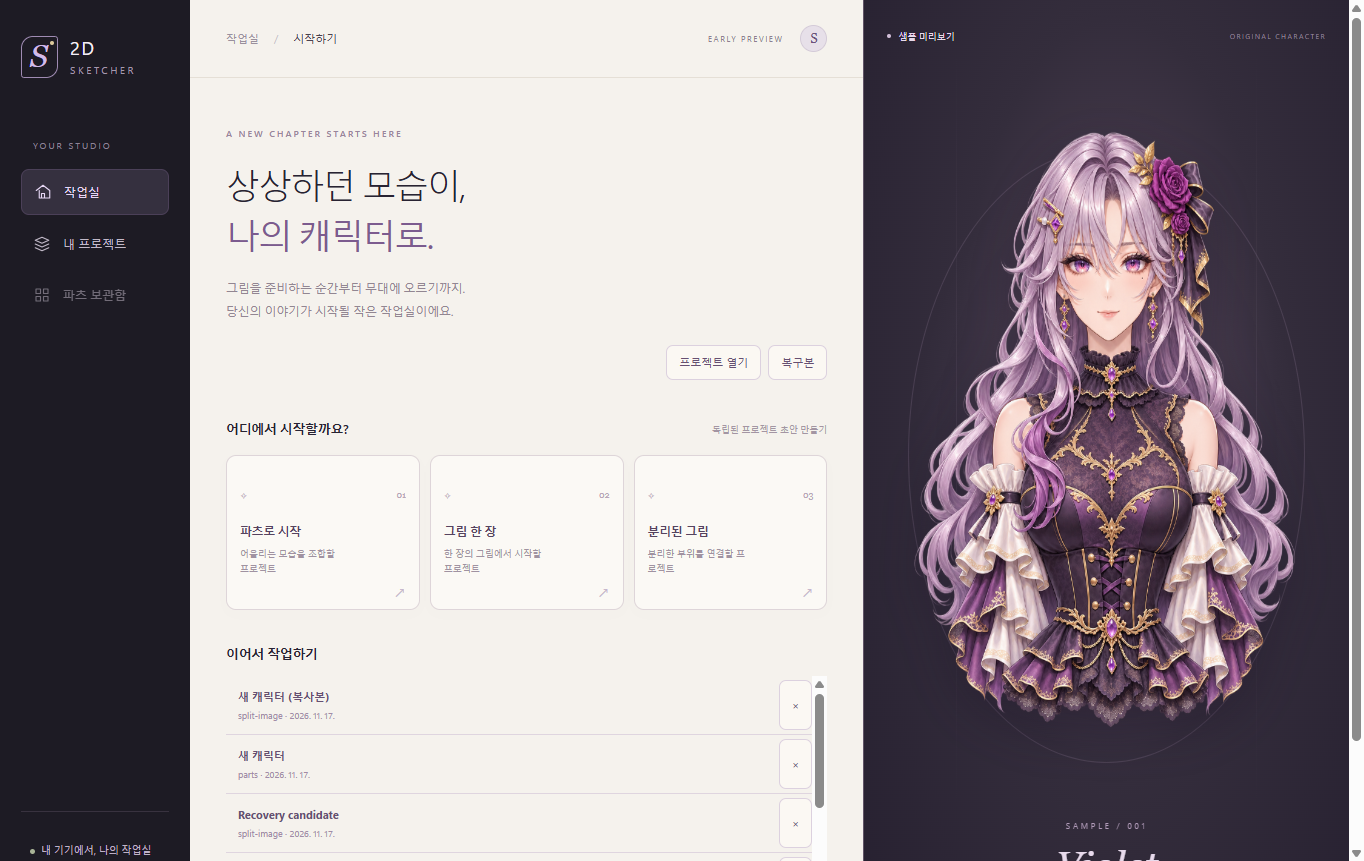 S
2D
SKETCHER
YOUR STUDIO
작업실
내 프로젝트
파츠 보관함
내 기기에서, 나의 작업실
작업실 / 시작하기
EARLY PREVIEW
S
A NEW CHAPTER STARTS HERE
상상하던 모습이,
나의 캐릭터로.
그림을 준비하는 순간부터 무대에 오르기까지.
당신의 이야기가 시작될 작은 작업실이에요.
프로젝트 열기
복구본
어디에서 시작할까요?
독립된 프로젝트 초안 만들기
01
파츠로 시작
어울리는 모습을 조합할
프로젝트
↗
02
그림 한 장
한 장의 그림에서 시작할
프로젝트
↗
03
분리된 그림
분리한 부위를 연결할 프
로젝트
↗
이어서 작업하기
새 캐릭터 (복사본)
split-image · 2026. 11. 17.
×
새 캐릭터
parts · 2026. 11. 17.
×
Recovery candidate
split-image · 2026. 11. 17.
×
샘플 미리보기
ORIGINAL CHARACTER
SAMPLE / 001
Violet